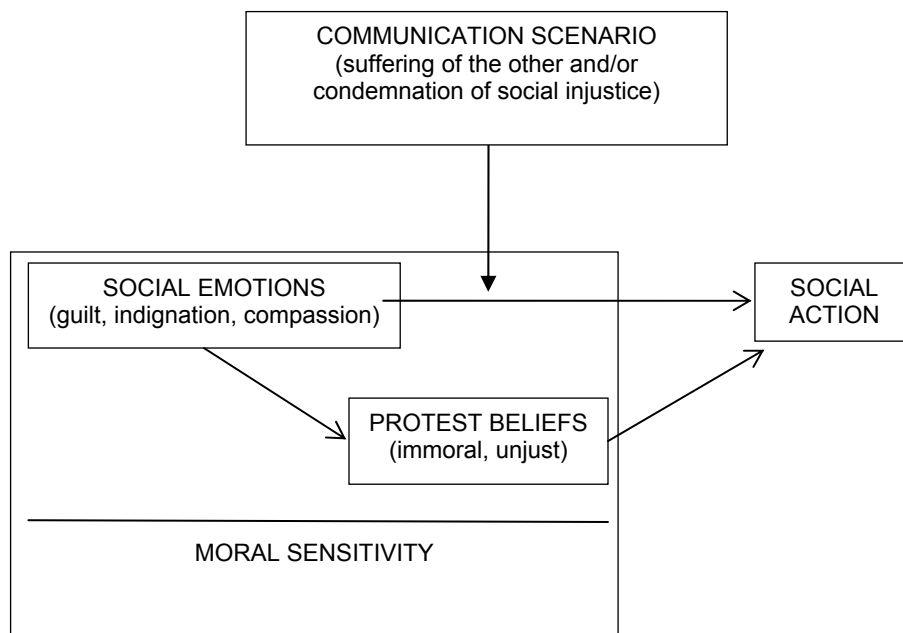 COMMUNICATION SCENARIO
(suffering of the other and/or
condemnation of social injustice)
SOCIAL EMOTIONS
(guilt, indignation, compassion)
SOCIAL
ACTION
PROTEST BELIEFS
(immoral, unjust)
MORAL SENSITIVITY